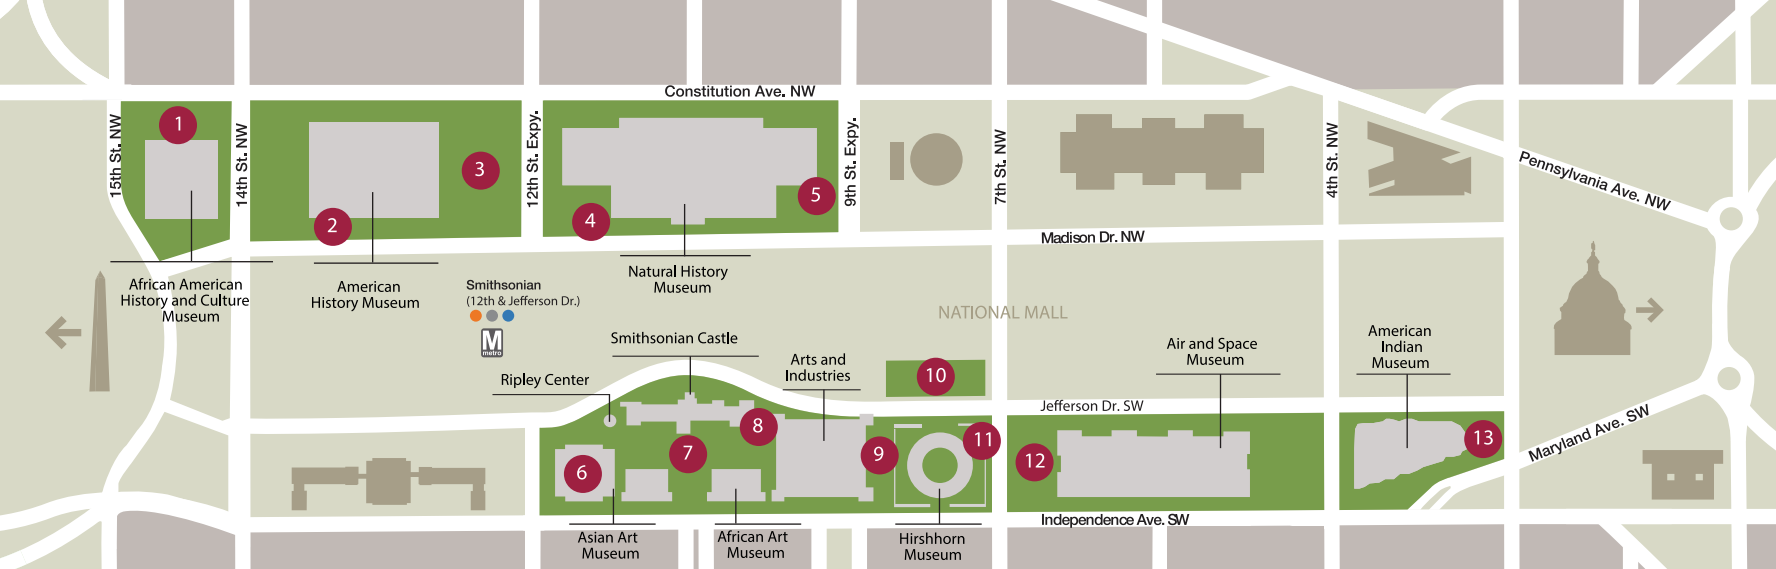 Constitution Ave. NW
15th St. NW
14th St. NW
12th St. Expy.
9th St. Expy.
7th St. NW
4th St. NW
Pennsylvania Ave. NW
1
2
3
4
5
Madison Dr. NW
African American
History and Culture
Museum
American
History Museum
Smithsonian
(12th & Jefferson Dr.)
M
metro
Natural History
Museum
NATIONAL MALL
Smithsonian Castle
Ripley Center
Arts and
Industries
10
Air and Space
Museum
American
Indian
Museum
Jefferson Dr. SW
Maryland Ave. SW
6
7
8
9
11
12
13
Independence Ave. SW
Asian Art
Museum
African Art
Museum
Hirshhorn
Museum